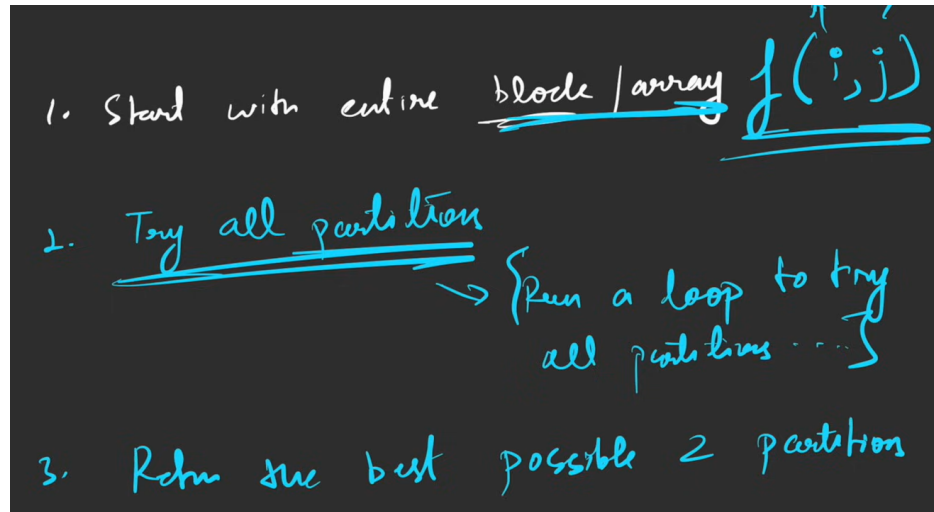 1. Start with entire block/array f(i,j)
2. Try all partitions
{Run a loop to try
all partitions ....}
3. Return the best possible 2 partition